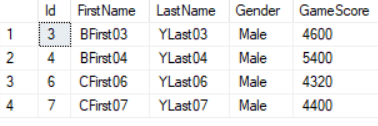 Id FirstName LastName Gender GameScore
1 3 BFirst03 YLast03 Male 4600
2 4 BFirst04 YLast04 Male 5400
3 6 CFirst06 YLast06 Male 4320
4 7 CFirst07 YLast07 Male 4400